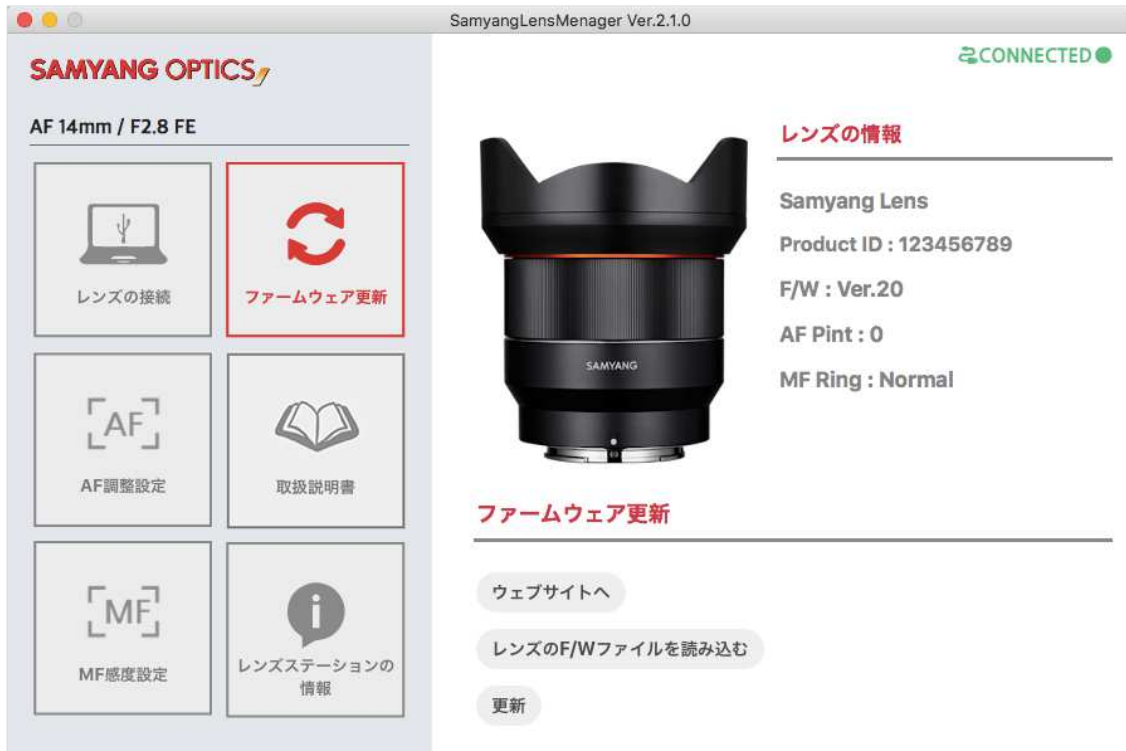 SamyangLensMenager Ver.2.1.0
SAMYANG OPTICS
CONNECTED
AF 14mm / F2.8 FE
レンズの接続
ファームウェア更新
AF
AF調整設定
取扱説明書
MF
MF感度設定
i
レンズステーションの
情報
SAMYANG
レンズの情報
Samyang Lens
Product ID : 123456789
F/W : Ver.20
AF Pint : 0
MF Ring : Normal
ファームウェア更新
ウェブサイトへ
レンズのF/Wファイルを読み込む
更新